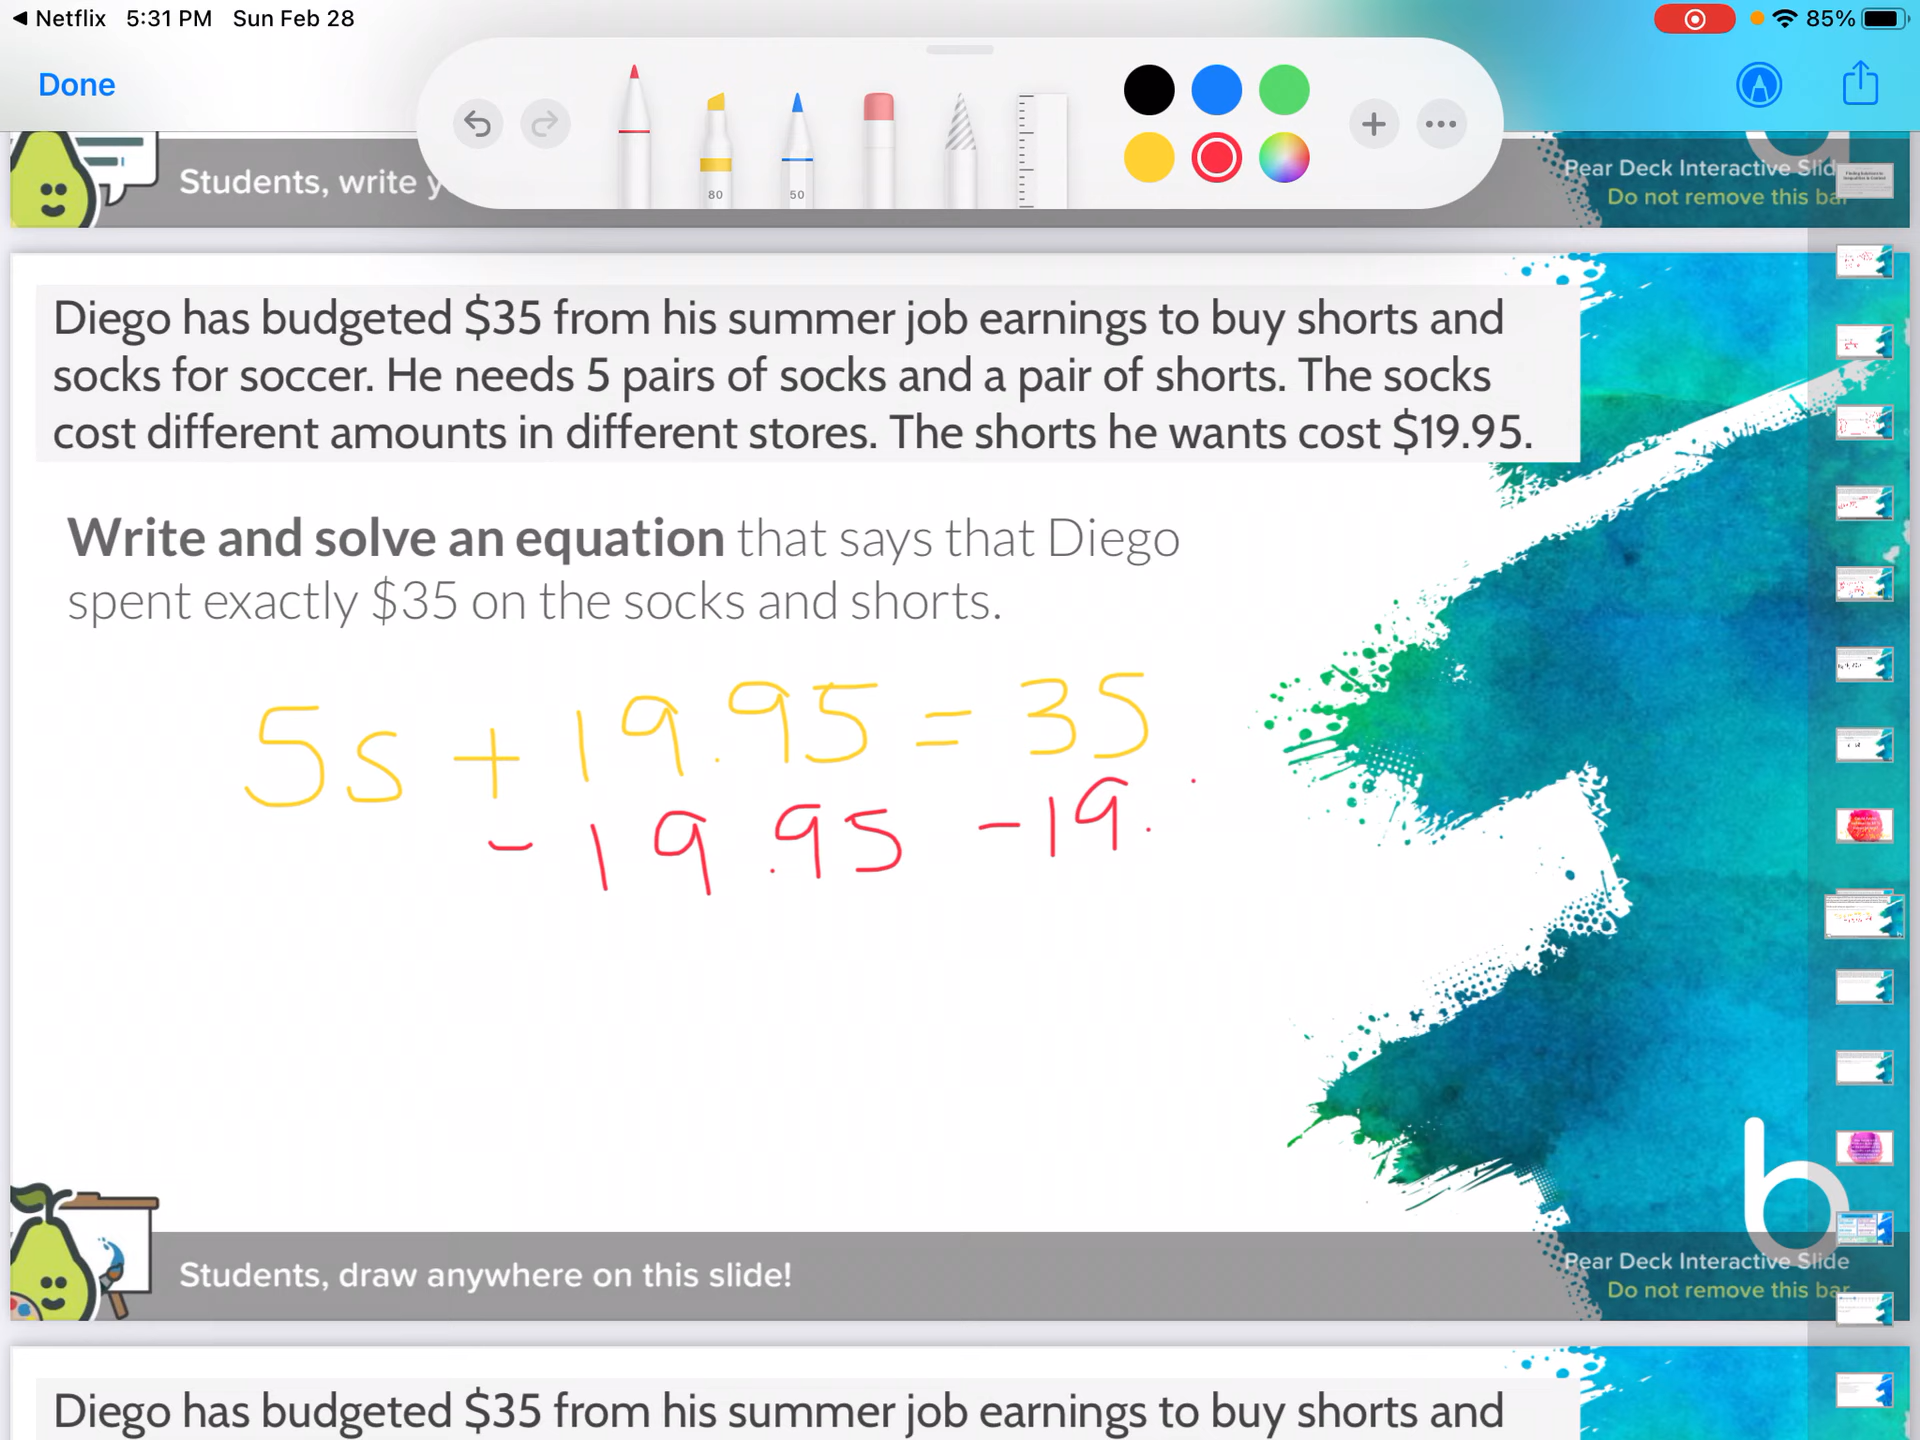 Netflix 5:31 PM Sun Feb 28 85%
Done
80 50
Students, write y
Pear Deck Interactive Slid
Do not remove this bar
Diego has budgeted $35 from his summer job earnings to buy shorts and
socks for soccer. He needs 5 pairs of socks and a pair of shorts. The socks
cost different amounts in different stores. The shorts he wants cost $19.95.
Write and solve an equation that says that Diego
spent exactly $35 on the socks and shorts.
5s + 19.95 = 35
- 19.95 - 19.
b
Students, draw anywhere on this slide!
Pear Deck Interactive Slide
Do not remove this bar
Diego has budgeted $35 from his summer job earnings to buy shorts and